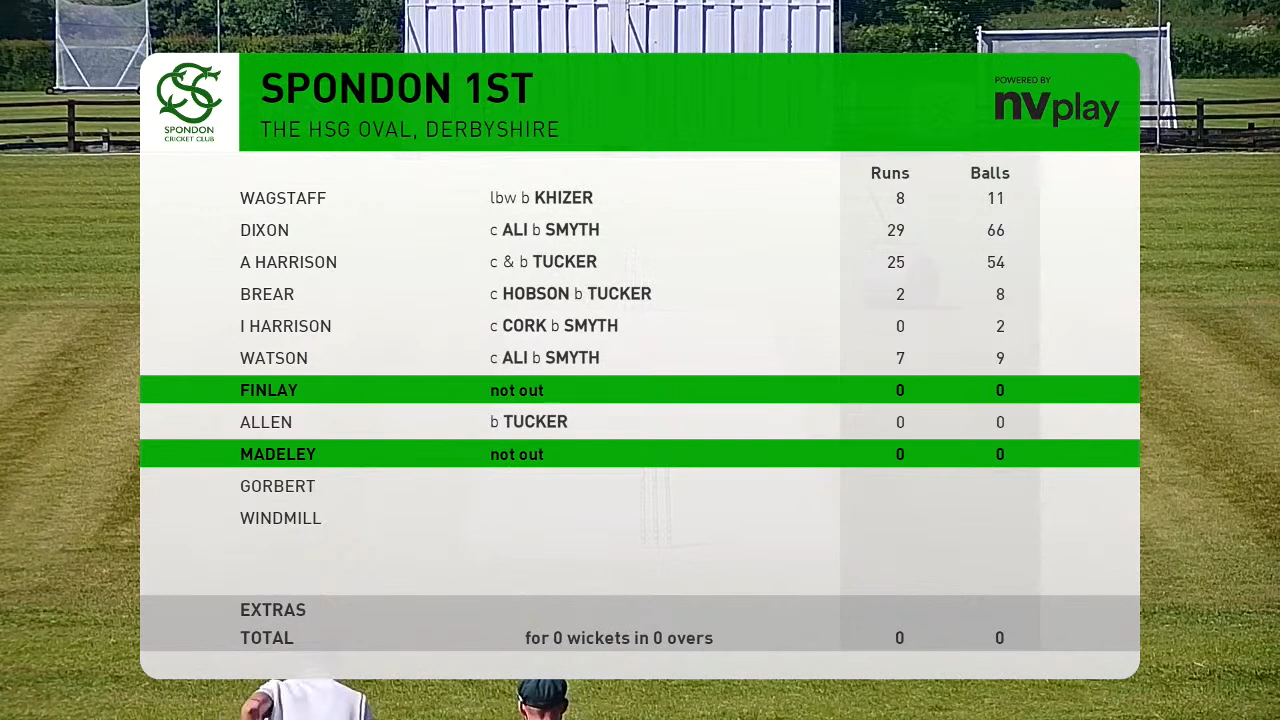 SPONDON 1ST
THE HSG OVAL, DERBYSHIRE
SPONDON
CRICKET CLUB
POWERED BY
nvplay
Runs Balls
WAGSTAFF lbw b KHIZER 8 11
DIXON c ALI b SMYTH 29 66
A HARRISON c & b TUCKER 25 54
BREAR c HOBSON b TUCKER 2 8
I HARRISON c CORK b SMYTH 0 2
WATSON c ALI b SMYTH 7 9
FINLAY not out 0 0
ALLEN b TUCKER 0 0
MADELEY not out 0 0
GORBERT
WINDMILL
EXTRAS
TOTAL for 0 wickets in 0 overs 0 0